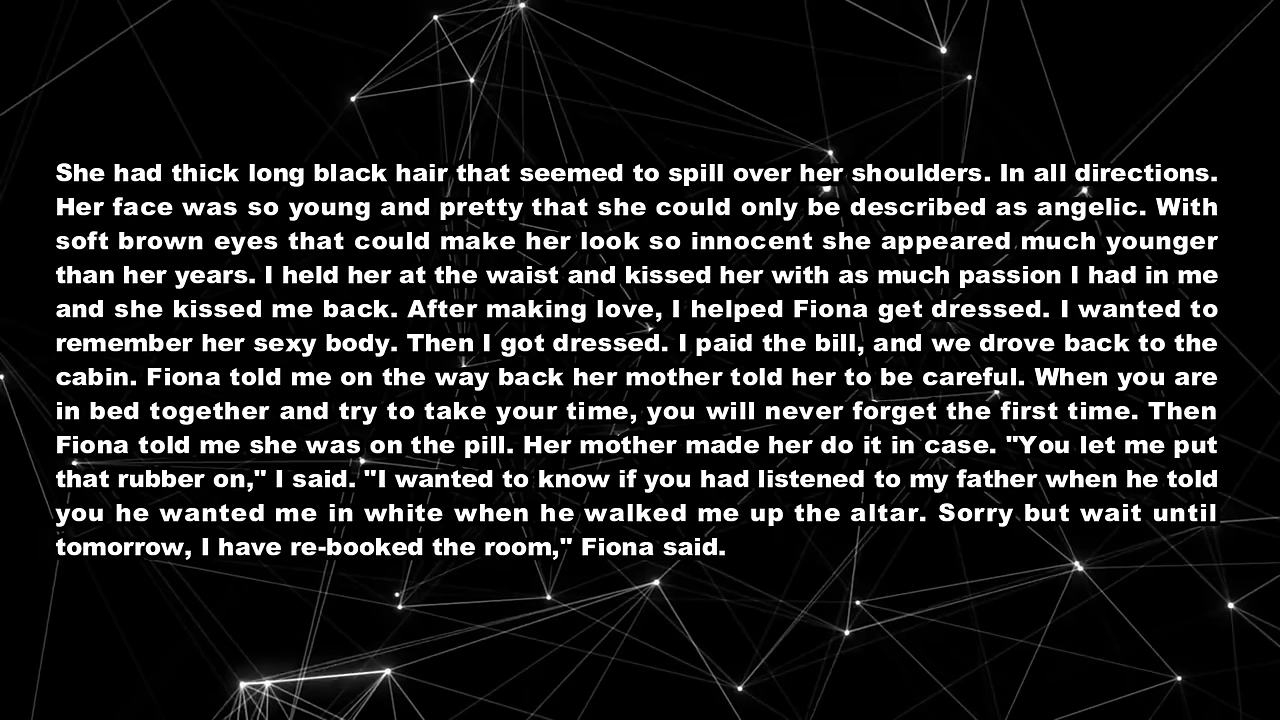 She had thick long black hair that seemed to spill over her shoulders. In all directions.
Her face was so young and pretty that she could only be described as angelic. With
soft brown eyes that could make her look so innocent she appeared much younger
than her years. I held her at the waist and kissed her with as much passion I had in me
and she kissed me back. After making love, I helped Fiona get dressed. I wanted to
remember her sexy body. Then I got dressed. I paid the bill, and we drove back to the
cabin. Fiona told me on the way back her mother told her to be careful. When you are
in bed together and try to take your time, you will never forget the first time. Then
Fiona told me she was on the pill. Her mother made her do it in case. "You let me put
that rubber on," I said. "I wanted to know if you had listened to my father when he told
you he wanted me in white when he walked me up the altar. Sorry but wait until
tomorrow, I have re-booked the room," Fiona said.